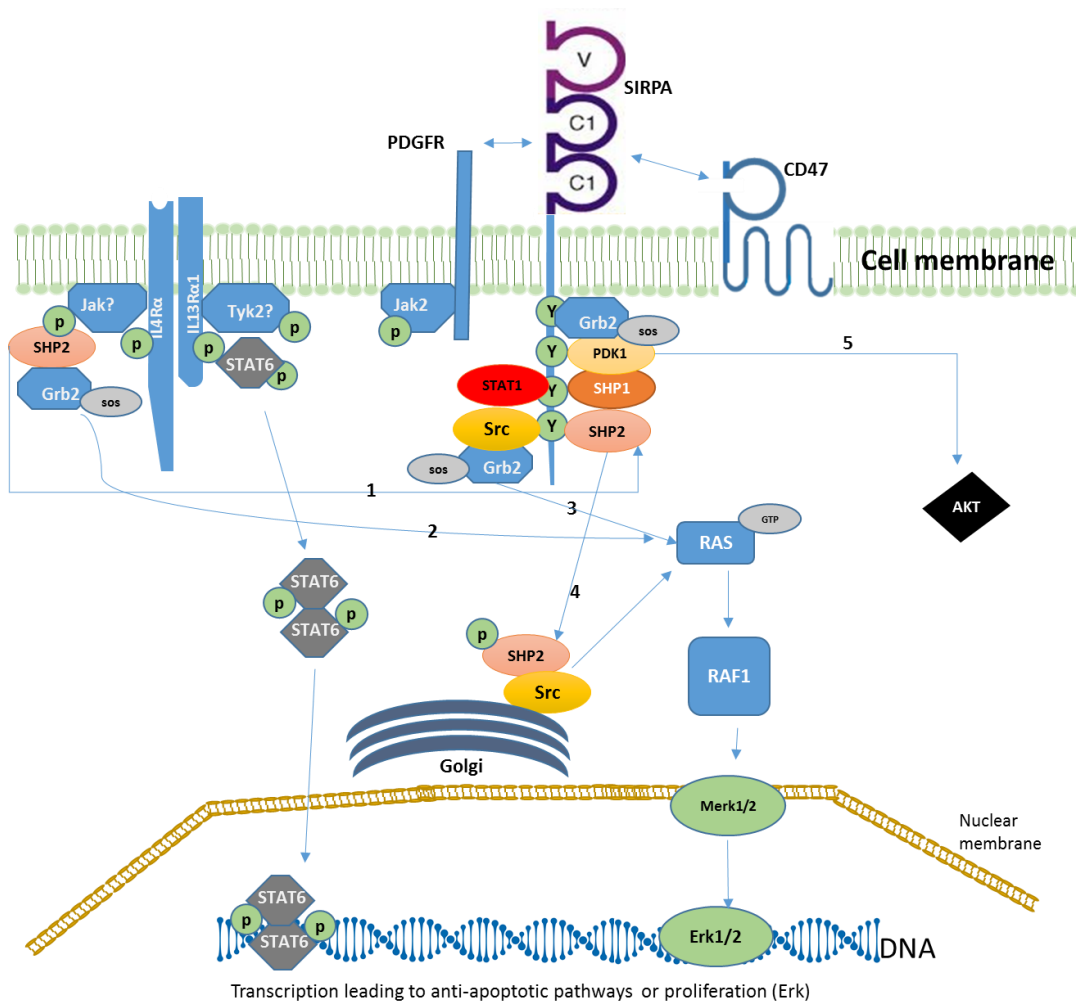 V
SIRPA
C1
PDGFR
CD47
C1
Cell membrane
IL4Rα
IL13Rα1
Jak?
Tyk2?
Jak2
p
p
p
p
p
p
SHP2
STAT6
Grb2
sos
Y
Grb2
sos
Y
PDK1
5
STAT1
Y
SHP1
Src
Y
SHP2
sos
Grb2
1
2
3
AKT
GTP
RAS
4
STAT6
p
p
STAT6
p
SHP2
Src
RAF1
Golgi
Merk1/2
Nuclear
membrane
STAT6
p
p
STAT6
Erk1/2
DNA
Transcription leading to anti-apoptotic pathways or proliferation (Erk)